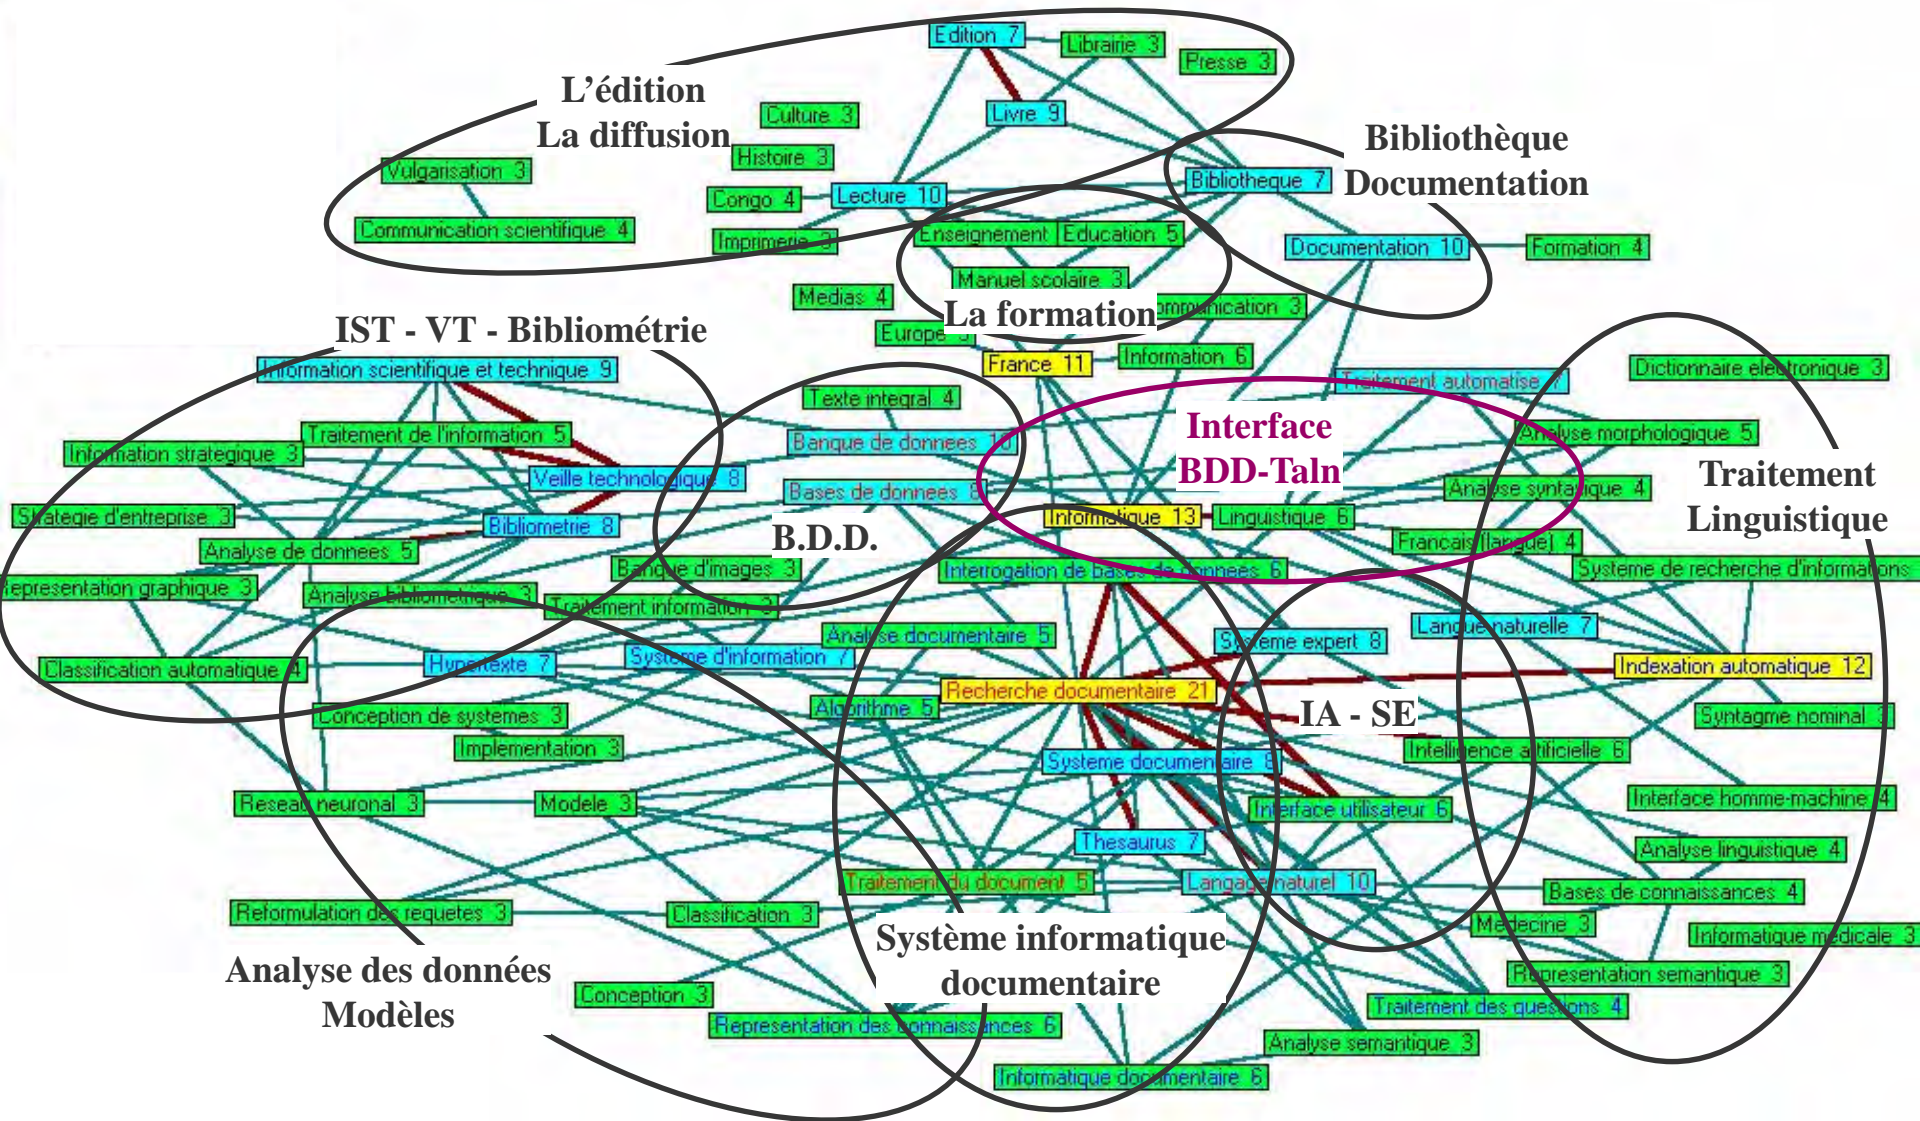 Edition 7
Librairie 3
Presse 3
L'édition
La diffusion
Culture 3
Livre 9
Histoire 3
Vulgarisation 3
Bibliothèque
Documentation
Bibliotheque 7
Congo 4
Lecture 10
Communication scientifique 4
Imprimerie 3
Enseignement
Education 5
Documentation 10
Formation 4
Manuel scolaire 3
Medias 4
La formation
ommunication 3
Europe 3
IST - VT - Bibliométrie
France 11
Information 6
Information scientifique et technique 9
Dictionnaire electronique 3
Traitement automatise 7
Texte integral 4
Interface
BDD-Taln
Traitement de l'information 5
Information strategique 3
Banque de donnees 10
Analyse morphologique 5
Veille technologique 8
Bases de donnees 8
Analyse syntaxique 4
Traitement
Linguistique
Strategie d'entreprise 3
Bibliometrie 8
Informatique 13
Linguistique 6
B.D.D.
Francais (langue) 4
Analyse de donnees 5
Banque d'images 3
Interrogation de bases de donnees 6
Systeme de recherche d'informations
epresentation graphique 3
Analyse bibliometrique 3
Traitement information 3
Analyse documentaire 5
Systeme expert 8
Langue naturelle 7
Classification automatique 4
Hypertexte 7
Systeme d'information 7
Indexation automatique 12
Recherche documentaire 21
Algorithme 5
IA - SE
Conception de systemes 3
Syntagme nominal 3
Implementation 3
Intelligence artificielle 6
Systeme documentaire 8
Reseau neuronal 3
Modele 3
Interface utilisateur 6
Interface homme-machine 4
Thesaurus 7
Analyse linguistique 4
Traitement du document 5
Langage naturel 10
Bases de connaissances 4
Reformulation des requetes 3
Classification 3
Medecine 3
Informatique medicale 3
Système informatique
documentaire
Analyse des données
Modèles
Representation semantique 3
Conception 3
Traitement des questions 4
Representation des connaissances 6
Analyse semantique 3
Informatique documentaire 6